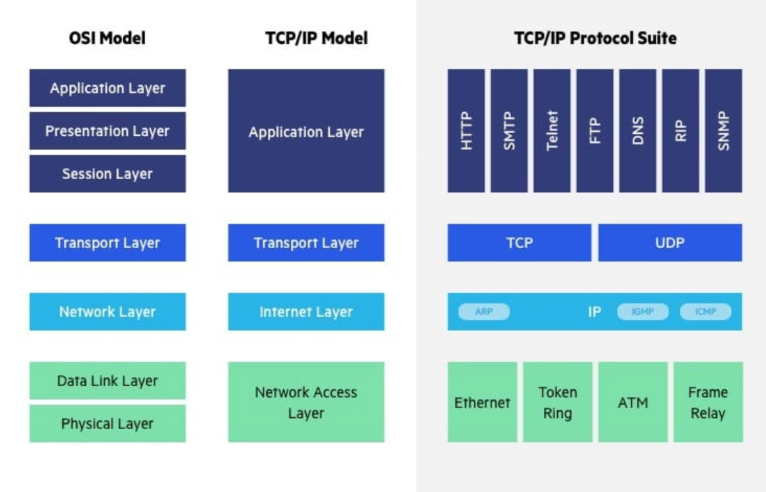 OSI Model
TCP/IP Model
TCP/IP Protocol Suite
Application Layer
Presentation Layer
Session Layer
Application Layer
HTTP
SMTP
Telnet
FTP
DNS
RIP
SNMP
Transport Layer
Transport Layer
TCP
UDP
Network Layer
Internet Layer
ARP
IP
IGMP
ICMP
Data Link Layer
Physical Layer
Network Access
Layer
Ethernet
Token
Ring
ATM
Frame
Relay